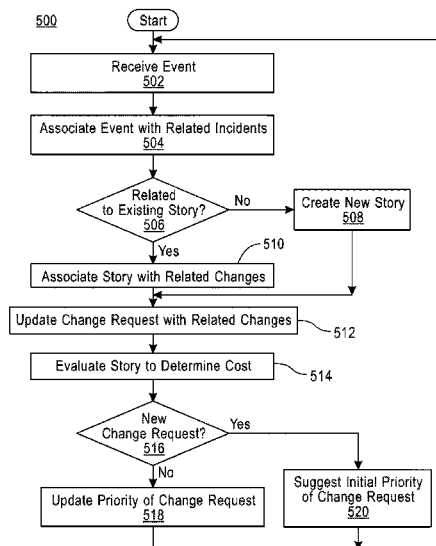 500
Start
Receive Event
502
Associate Event with Related Incidents
504
Related
to Existing Story?
506
No
Create New Story
508
Yes
510
Associate Story with Related Changes
Update Change Request with Related Changes
512
Evaluate Story to Determine Cost
514
New
Change Request?
516
Yes
No
Update Priority of Change Request
518
Suggest Initial Priority
of Change Request
520